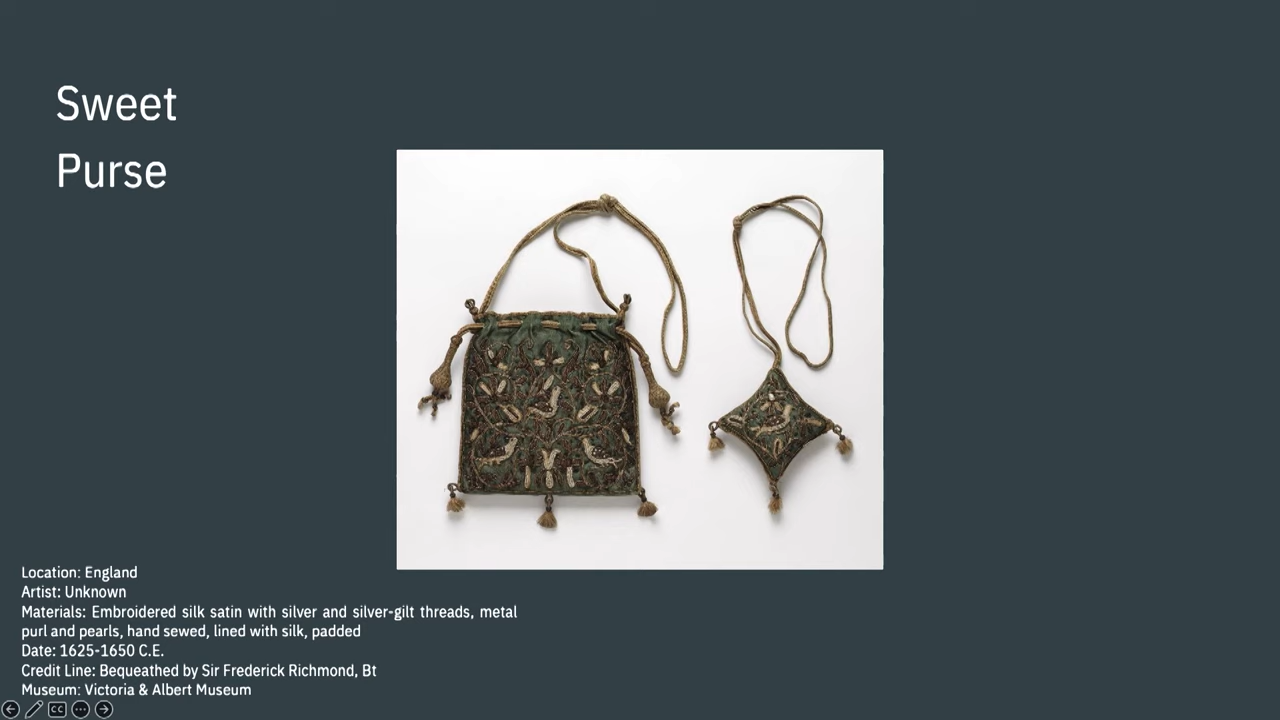 Sweet
Purse
Location: England
Artist: Unknown
Materials: Embroidered silk satin with silver and silver-gilt threads, metal
purl and pearls, hand sewed, lined with silk, padded
Date: 1625-1650 C.E.
Credit Line: Bequeathed by Sir Frederick Richmond, Bt
Museum: Victoria & Albert Museum
CC